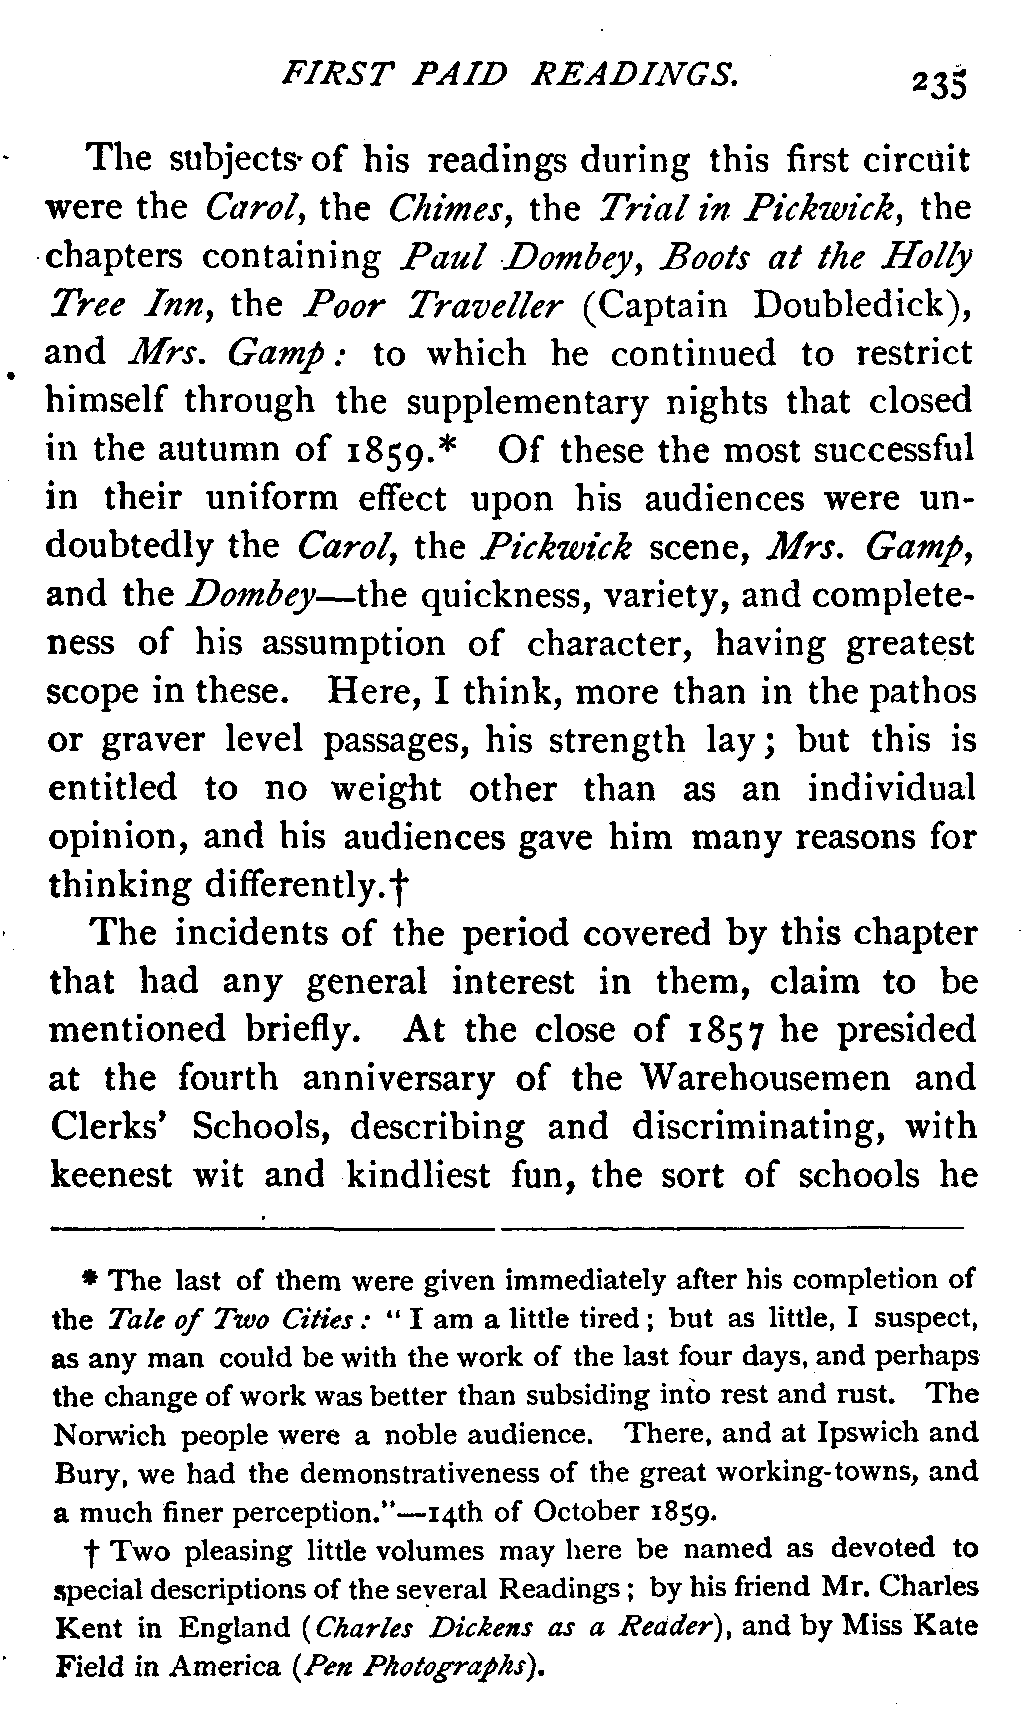 FIRST PAID READINGS. 235
The subjects of his readings during this first circuit
were the Carol, the Chimes, the Trial in Pickwick, the
chapters containing Paul Dombey, Boots at the Holly
Tree Inn, the Poor Traveller (Captain Doubledick),
and Mrs. Gamp: to which he continued to restrict
himself through the supplementary nights that closed
in the autumn of 1859.* Of these the most successful
in their uniform effect upon his audiences were un-
doubtedly the Carol, the Pickwick scene, Mrs. Gamp,
and the Dombey—the quickness, variety, and complete-
ness of his assumption of character, having greatest
scope in these. Here, I think, more than in the pathos
or graver level passages, his strength lay; but this is
entitled to no weight other than as an individual
opinion, and his audiences gave him many reasons for
thinking differently.†
The incidents of the period covered by this chapter
that had any general interest in them, claim to be
mentioned briefly. At the close of 1857 he presided
at the fourth anniversary of the Warehousemen and
Clerks' Schools, describing and discriminating, with
keenest wit and kindliest fun, the sort of schools he
* The last of them were given immediately after his completion of
the Tale of Two Cities: "I am a little tired; but as little, I suspect,
as any man could be with the work of the last four days, and perhaps
the change of work was better than subsiding into rest and rust. The
Norwich people were a noble audience. There, and at Ipswich and
Bury, we had the demonstrativeness of the great working-towns, and
a much finer perception."—14th of October 1859.
† Two pleasing little volumes may here be named as devoted to
special descriptions of the several Readings; by his friend Mr. Charles
Kent in England (Charles Dickens as a Reader), and by Miss Kate
Field in America (Pen Photographs).